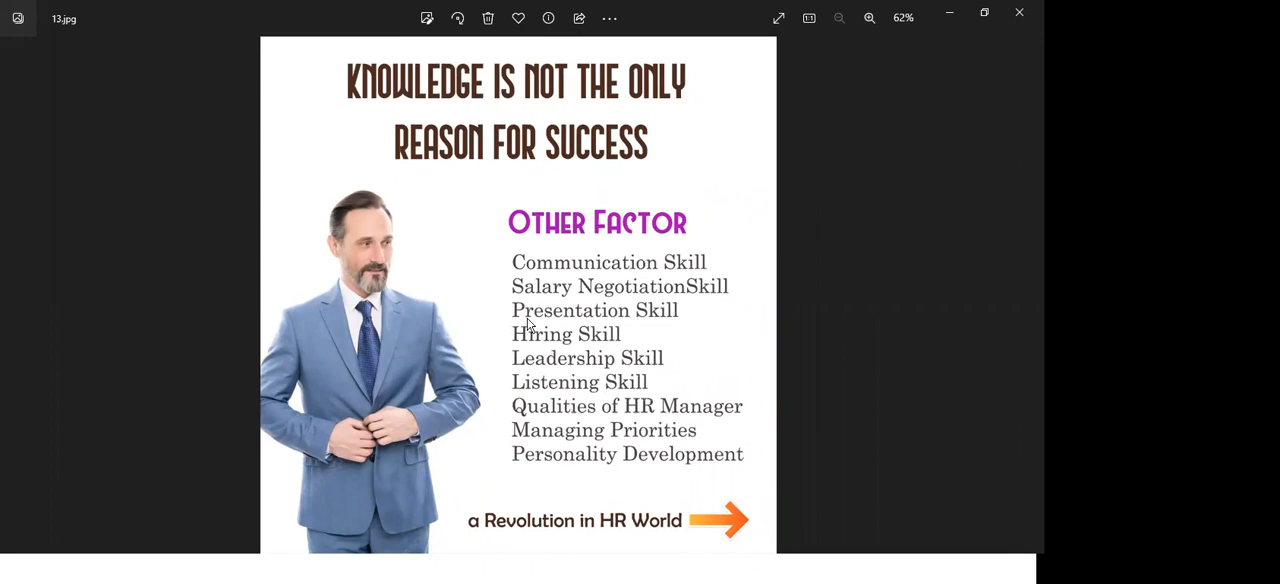 13.jpg
62%
KNOWLEDGE IS NOT THE ONLY
REASON FOR SUCCESS
OTHER FACTOR
Communication Skill
Salary NegotiationSkill
Presentation Skill
Hiring Skill
Leadership Skill
Listening Skill
Qualities of HR Manager
Managing Priorities
Personality Development
a Revolution in HR World